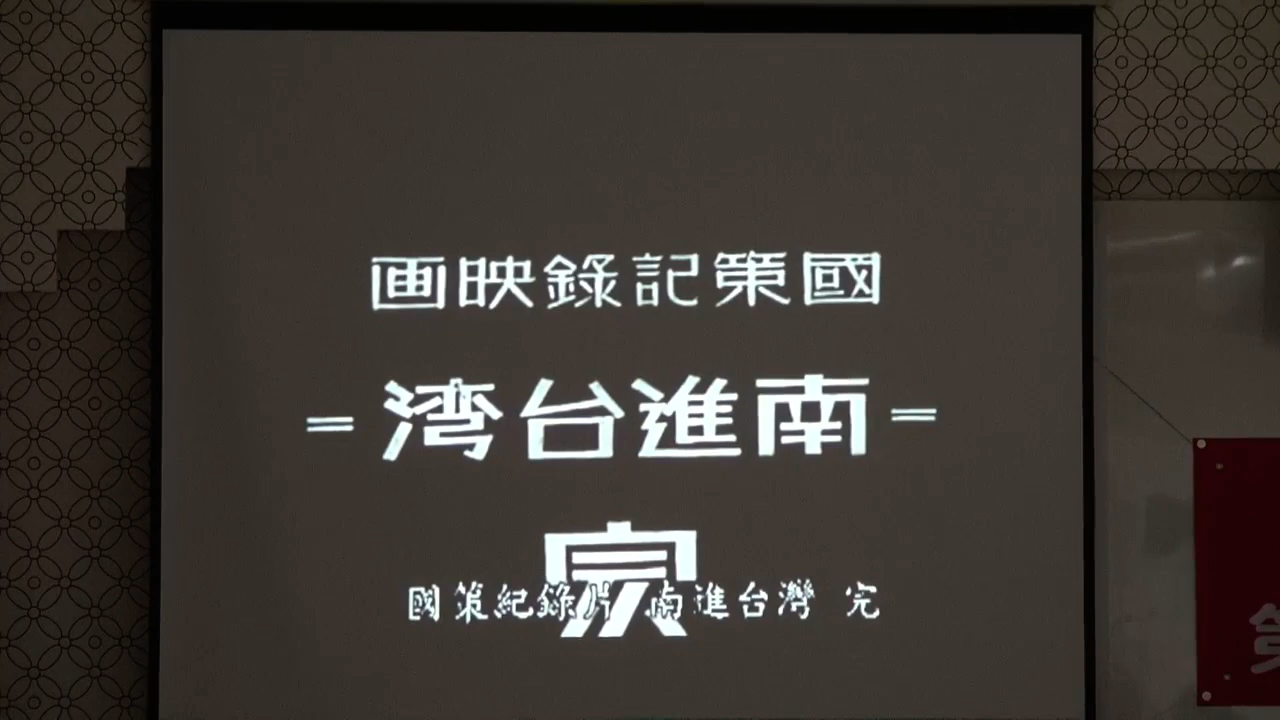 國策記錄映画
=南進台湾=
完
國策紀錄片 南進台灣 完